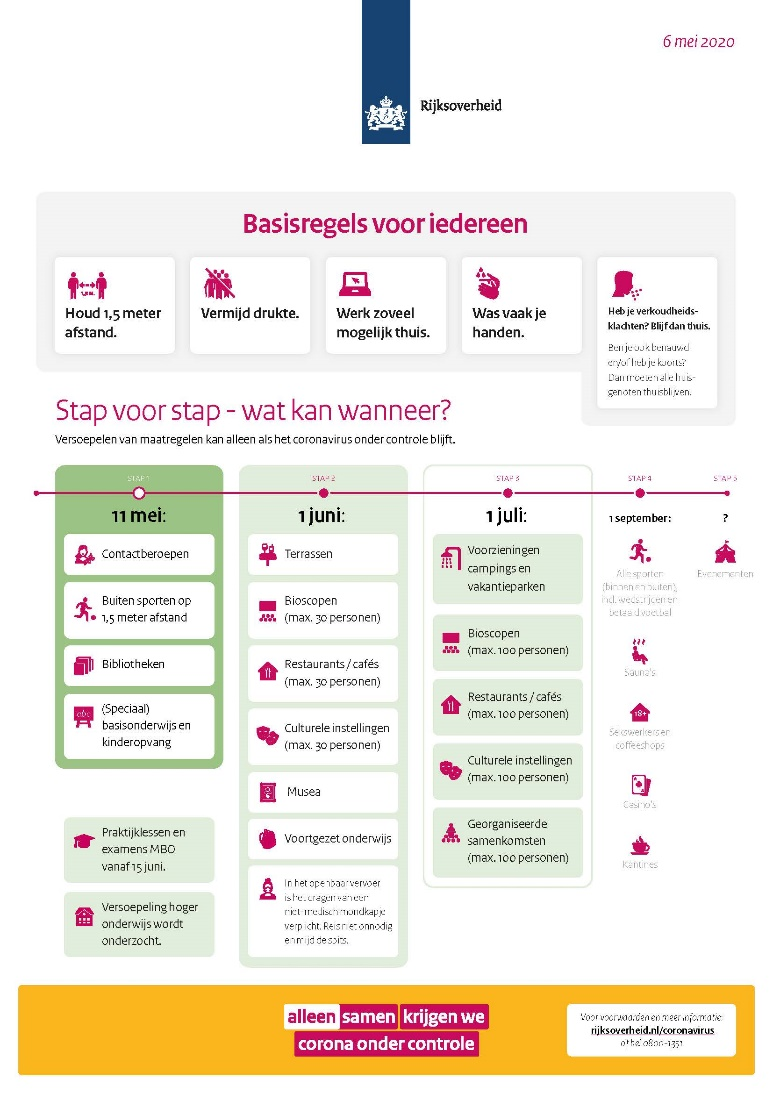 6 mei 2020
Rijksoverheid
Basisregels voor iedereen
1,5 m
Houd 1,5 meter
afstand.
Vermijd drukte.
Werk zoveel
mogelijk thuis.
Was vaak je
handen.
Heb je verkoudheids-
klachten? Blijf dan thuis.
Ben je ook benauwd
en/of heb je koorts?
Dan moeten alle huis-
genoten thuisblijven.
Stap voor stap - wat kan wanneer?
Versoepelen van maatregelen kan alleen als het coronavirus onder controle blijft.
STAP 1
11 mei:
Contactberoepen
Buiten sporten op
1,5 meter afstand
Bibliotheken
abc
(Speciaal)
basisonderwijs en
kinderopvang
Praktijklessen en
examens MBO
vanaf 15 juni.
Versoepeling hoger
onderwijs wordt
onderzocht.
STAP 2
1 juni:
Terrassen
Bioscopen
(max. 30 personen)
Restaurants / cafés
(max. 30 personen)
Culturele instellingen
(max. 30 personen)
Musea
Voortgezet onderwijs
In het openbaar vervoer
is het dragen van een
niet-medisch mondkapje
verplicht. Reis niet onnodig
en mijd de spits.
STAP 3
1 juli:
Voorzieningen
campings en
vakantieparken
Bioscopen
(max. 100 personen)
Restaurants / cafés
(max. 100 personen)
Culturele instellingen
(max. 100 personen)
Georganiseerde
samenkomsten
(max. 100 personen)
STAP 4
1 september:
Alle sporten
(binnen en buiten),
incl. wedstrijden en
betaald voetbal
Sauna's
18+
Sekswerkers en
coffeeshops
Casino's
Kantines
STAP 5
?
Evenementen
alleen samen krijgen we
corona onder controle
Voor voorwaarden en meer informatie:
rijksoverheid.nl/coronavirus
of bel 0800-1351